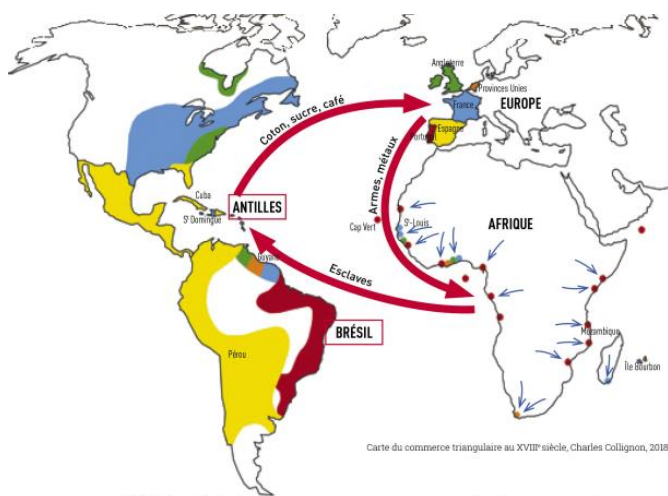 Angleterre
Provinces Unies
France
EUROPE
Espagne
Portugal
Coton, sucre, café
Armes, métaux
Cuba
ANTILLES
St Domingue
Cap Vert
St-Louis
AFRIQUE
Guyane
Esclaves
BRÉSIL
Pérou
Mozambique
Île Bourbon
Carte du commerce triangulaire au XVIIIe siècle, Charles Collignon, 2018